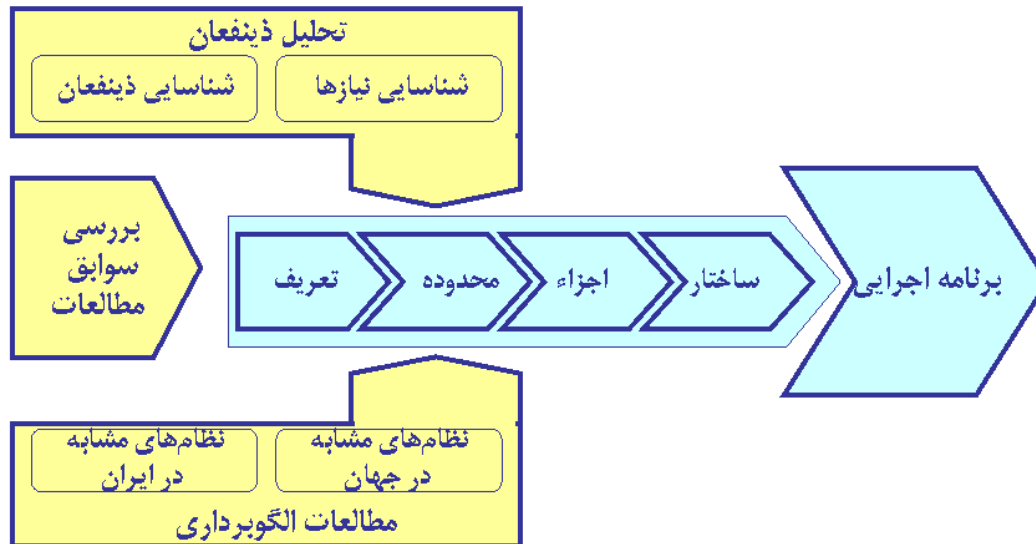 تحلیل ذینفعان
شناسایی نیازها
شناسایی ذینفعان
بررسی
سوابق
مطالعات
تعریف
محدوده
اجزاء
ساختار
برنامه اجرایی
نظام‌های مشابه
در جهان
نظام‌های مشابه
در ایران
مطالعات الگوبرداری